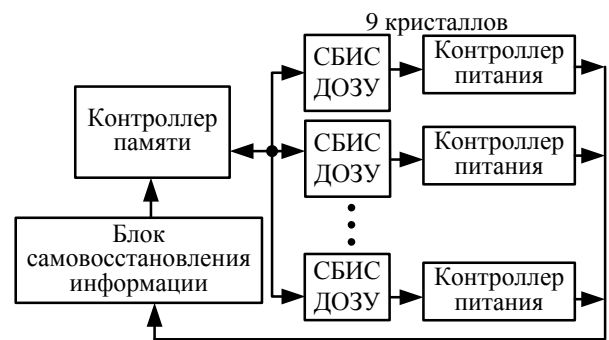 9 кристаллов
СБИС
ДОЗУ
Контроллер
питания
Контроллер
памяти
СБИС
ДОЗУ
Контроллер
питания
Блок
самовосстановления
информации
СБИС
ДОЗУ
Контроллер
питания